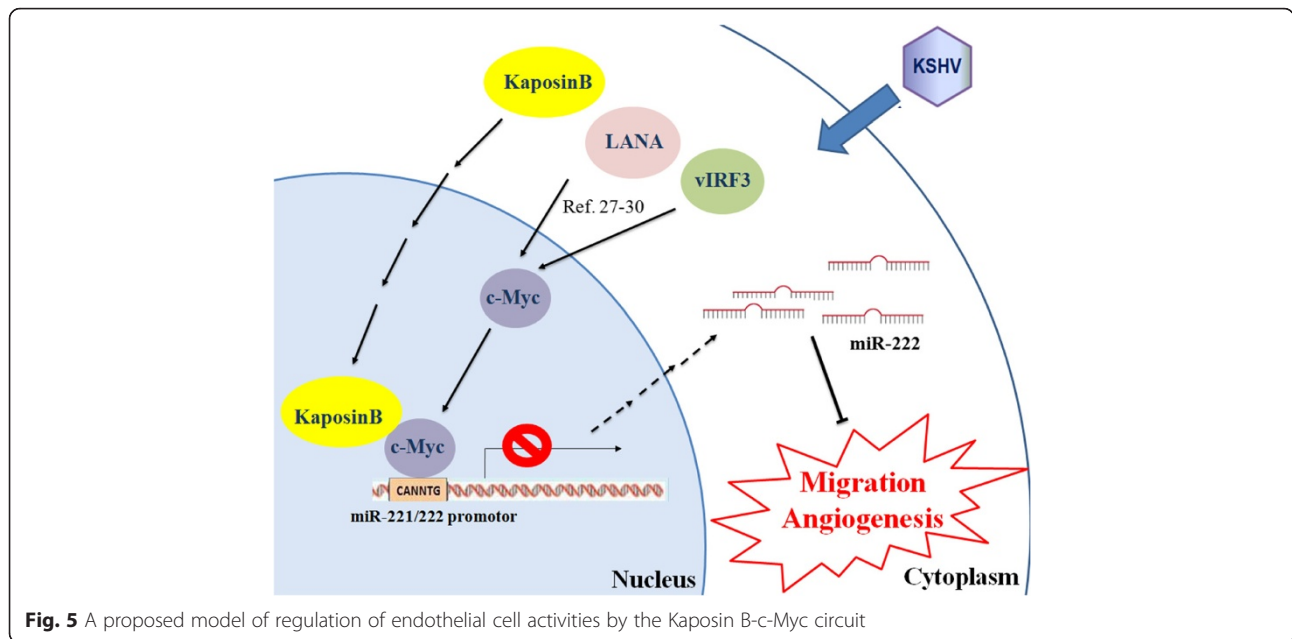 KSHV
KaposinB
LANA
vIRF3
Ref. 27-30
c-Myc
miR-222
KaposinB
c-Myc
CANNTG
miR-221/222 promotor
Migration
Angiogenesis
Nucleus
Cytoplasm
Fig. 5 A proposed model of regulation of endothelial cell activities by the Kaposin B-c-Myc circuit